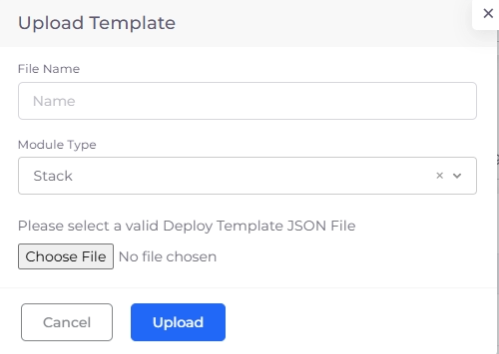 Upload Template
File Name
Name
Module Type
Stack
Please select a valid Deploy Template JSON File
Choose File No file chosen
Cancel Upload